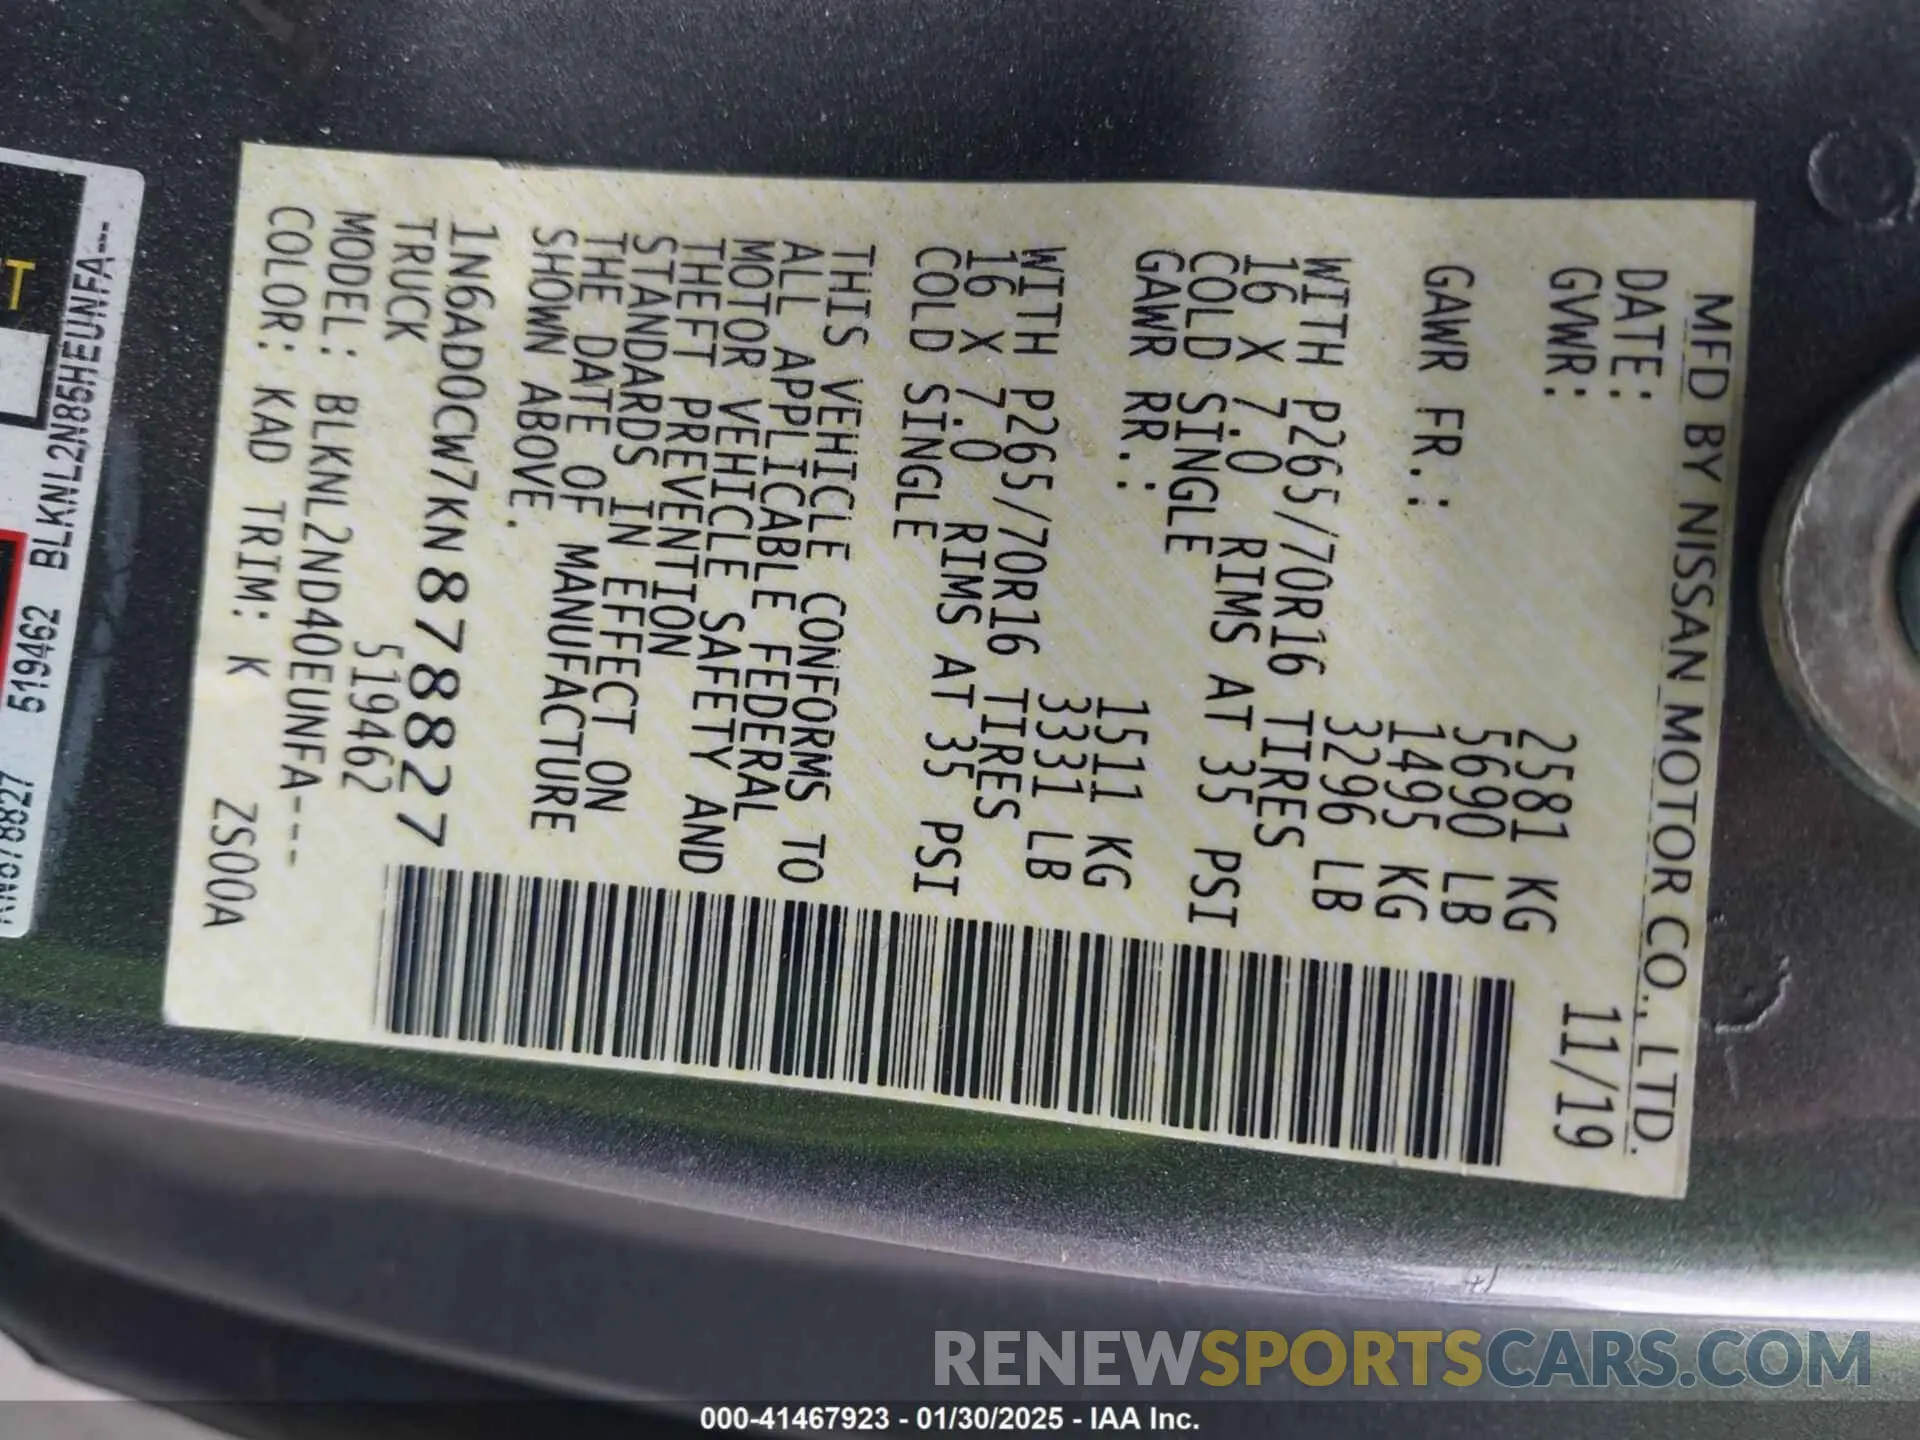 MFD BY NISSAN MOTOR CO., LTD.
DATE: 11/19
GVWR: 2581 KG
5690 LB
GAWR FR.: 1495 KG
3296 LB
WITH P265/70R16 TIRES
16 X 7.0 RIMS AT 35 PSI
COLD SINGLE
GAWR RR.: 1511 KG
3331 LB
WITH P265/70R16 TIRES
16 X 7.0 RIMS AT 35 PSI
COLD SINGLE
THIS VEHICLE CONFORMS TO
ALL APPLICABLE FEDERAL
MOTOR VEHICLE SAFETY AND
THEFT PREVENTION
STANDARDS IN EFFECT ON
THE DATE OF MANUFACTURE
SHOWN ABOVE.
1N6AD0CW7KN878827
TRUCK 519462
MODEL: BLKNL2ND40EUNFA---
COLOR: KAD TRIM: K ZS00A
T
BLKNL2N85HEUNFA---
519462
KN878827
RENEWSPORTSCARS.COM
000-41467923 - 01/30/2025 - IAA Inc.